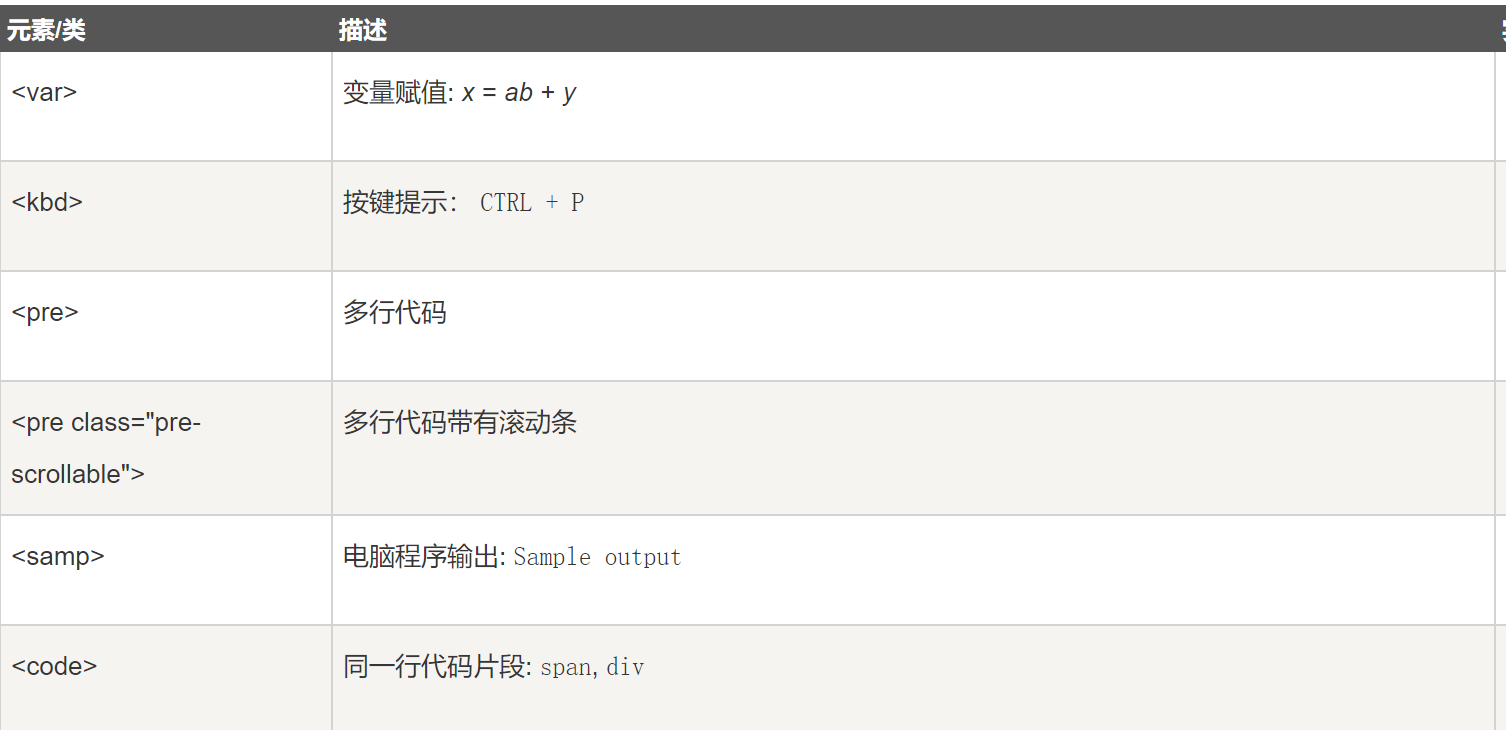 元素/类 描述
<var> 变量赋值: x = ab + y
<kbd> 按键提示： CTRL + P
<pre> 多行代码
<pre class="pre- 多行代码带有滚动条
scrollable">
<samp> 电脑程序输出: Sample output
<code> 同一行代码片段: span, div